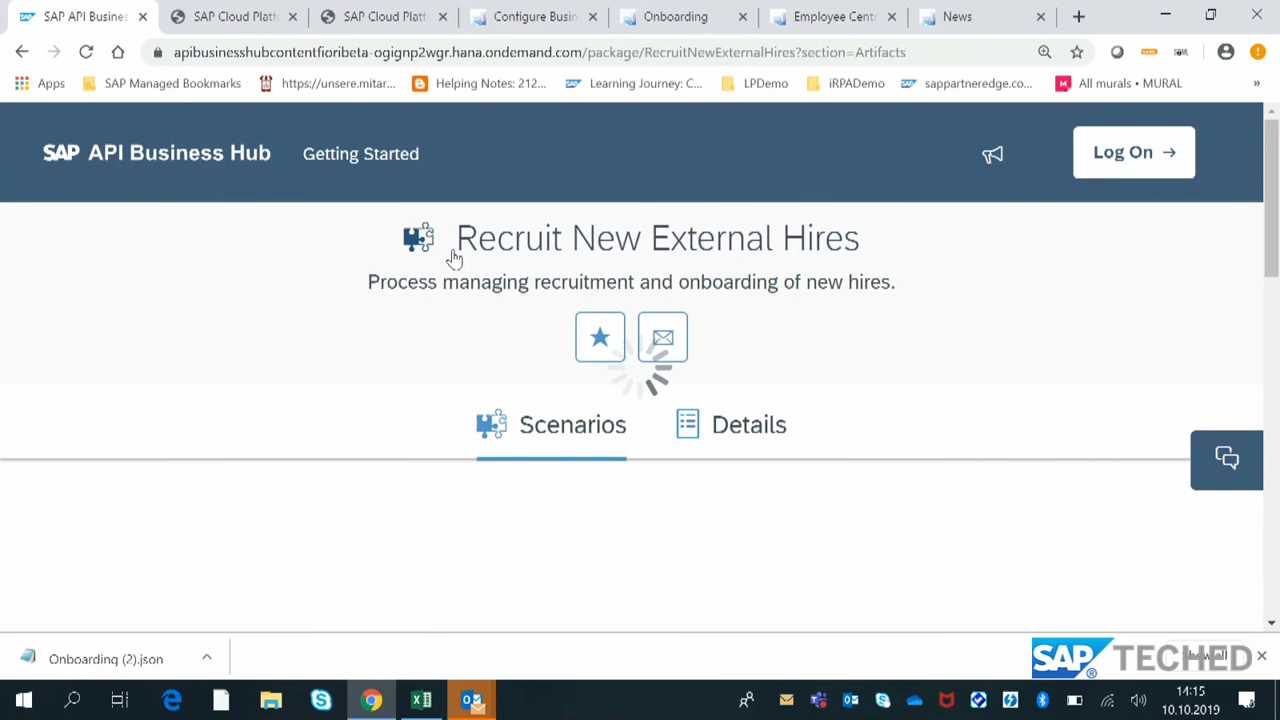 SAP API Busines
SAP Cloud Platf
SAP Cloud Platf
Configure Busin
Onboarding
Employee Cent
News
apibusinesshubcontentfioribeta-ogignp2wgr.hana.ondemand.com/package/RecruitNewExternalHires?section=Artifacts
Apps
SAP Managed Bookmarks
https://unsere.mitar...
Helping Notes: 212...
Learning Journey: C...
LPDemo
iRPADemo
sappartneredge.co...
All murals • MURAL
»
SAP API Business Hub
Getting Started
Log On →
Recruit New External Hires
Process managing recruitment and onboarding of new hires.
Scenarios
Details
Onboarding (2).json
SAP® TECHED
14:15
10.10.2019